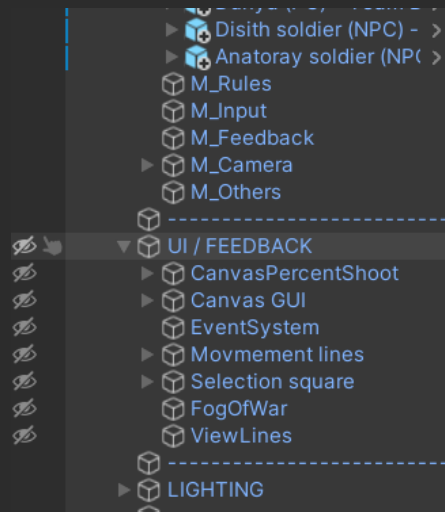 Disith soldier (NPC) -
Anatoray soldier (NP
M_Rules
M_Input
M_Feedback
M_Camera
M_Others
--------------------
UI / FEEDBACK
CanvasPercentShoot
Canvas GUI
EventSystem
Movmement lines
Selection square
FogOfWar
ViewLines
--------------------
LIGHTING